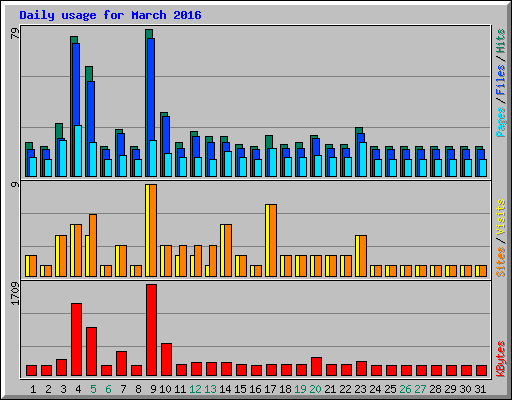 Daily usage for March 2016
79
Pages / Files / Hits
9
Sites / Visits
1709
KBytes
1 2 3 4 5 6 7 8 9 10 11 12 13 14 15 16 17 18 19 20 21 22 23 24 25 26 27 28 29 30 31